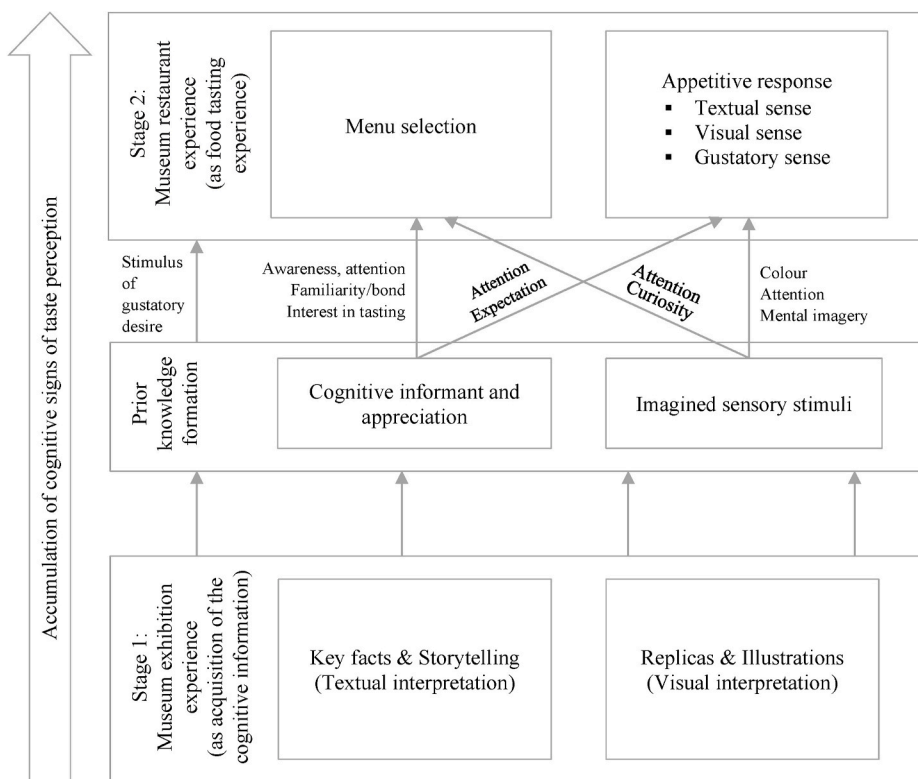 Accumulation of cognitive signs of taste perception
Stage 2:
Museum restaurant
experience
(as food tasting
experience)
Menu selection
Appetitive response
▪ Textual sense
▪ Visual sense
▪ Gustatory sense
Stimulus
of
gustatory
desire
Awareness, attention
Familiarity/bond
Interest in tasting
Attention
Expectation
Attention
Curiosity
Colour
Attention
Mental imagery
Prior
knowledge
formation
Cognitive informant and
appreciation
Imagined sensory stimuli
Stage 1:
Museum exhibition
experience
(as acquisition of the
cognitive information)
Key facts & Storytelling
(Textual interpretation)
Replicas & Illustrations
(Visual interpretation)